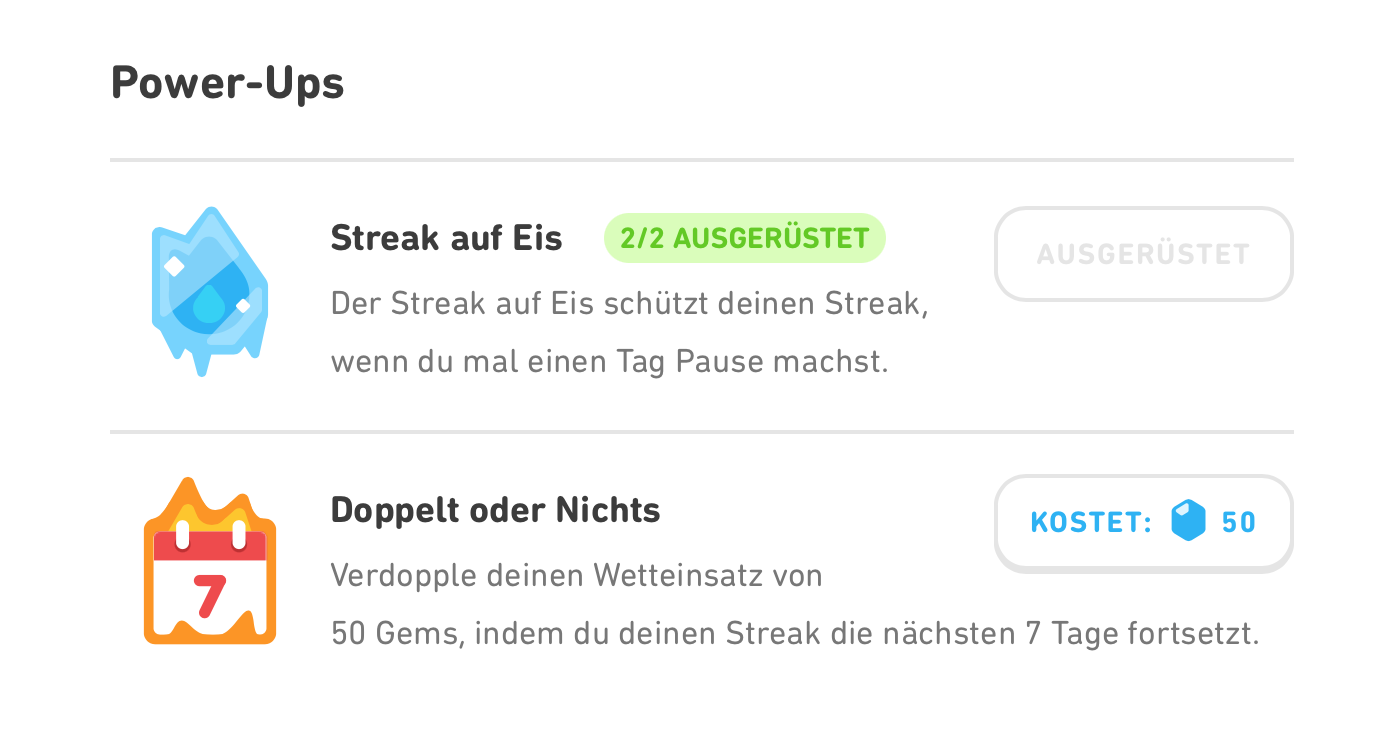 Power-Ups
Streak auf Eis 2/2 AUSGERÜSTET
AUSGERÜSTET
Der Streak auf Eis schützt deinen Streak,
wenn du mal einen Tag Pause machst.
7
Doppelt oder Nichts
KOSTET: 50
Verdopple deinen Wetteinsatz von
50 Gems, indem du deinen Streak die nächsten 7 Tage fortsetzt.